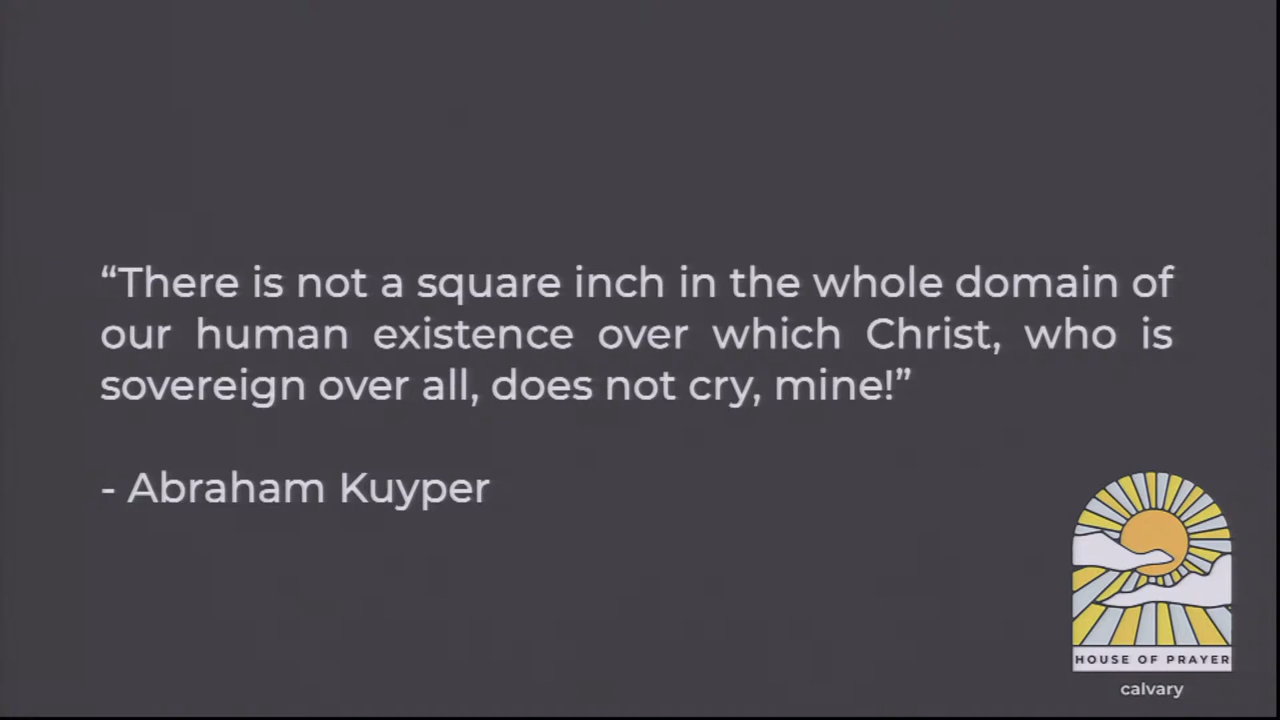 “There is not a square inch in the whole domain of
our human existence over which Christ, who is
sovereign over all, does not cry, mine!”
- Abraham Kuyper
HOUSE OF PRAYER
calvary